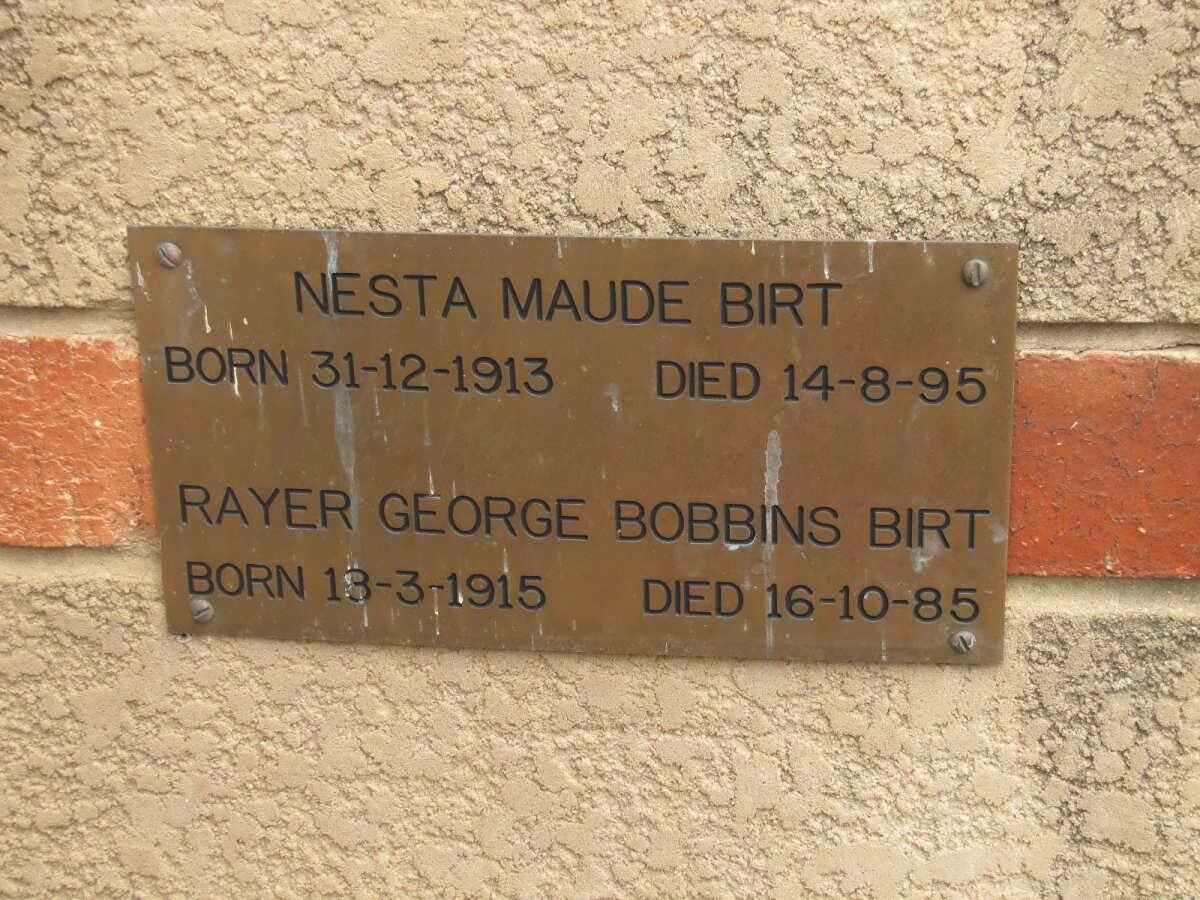 NESTA MAUDE BIRT
BORN 31-12-1913 DIED 14-8-95
RAYER GEORGE BOBBINS BIRT
BORN 13-3-1915 DIED 16-10-85